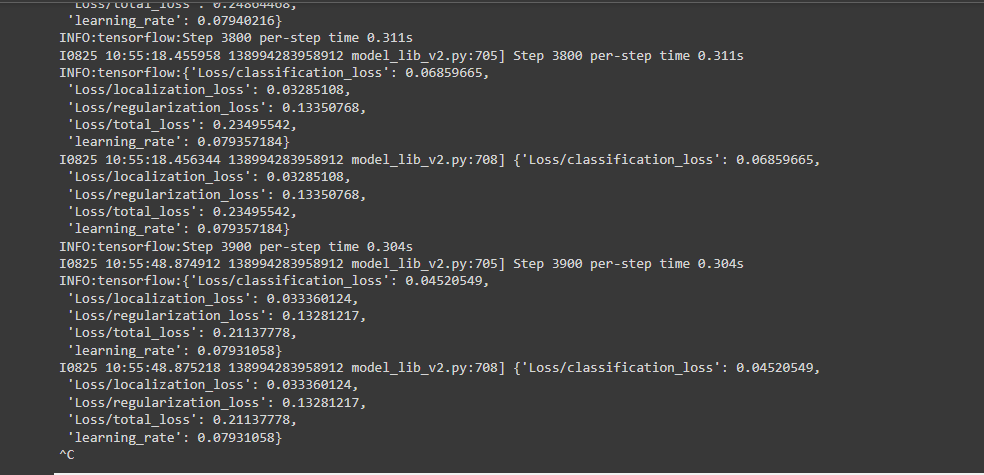 'Loss/total_loss': 0.24864468,
'learning_rate': 0.07940216}
INFO:tensorflow:Step 3800 per-step time 0.311s
I0825 10:55:18.455958 138994283958912 model_lib_v2.py:705] Step 3800 per-step time 0.311s
INFO:tensorflow:{'Loss/classification_loss': 0.06859665,
'Loss/localization_loss': 0.03285108,
'Loss/regularization_loss': 0.13350768,
'Loss/total_loss': 0.23495542,
'learning_rate': 0.079357184}
I0825 10:55:18.456344 138994283958912 model_lib_v2.py:708] {'Loss/classification_loss': 0.06859665,
'Loss/localization_loss': 0.03285108,
'Loss/regularization_loss': 0.13350768,
'Loss/total_loss': 0.23495542,
'learning_rate': 0.079357184}
INFO:tensorflow:Step 3900 per-step time 0.304s
I0825 10:55:48.874912 138994283958912 model_lib_v2.py:705] Step 3900 per-step time 0.304s
INFO:tensorflow:{'Loss/classification_loss': 0.04520549,
'Loss/localization_loss': 0.033360124,
'Loss/regularization_loss': 0.13281217,
'Loss/total_loss': 0.21137778,
'learning_rate': 0.07931058}
I0825 10:55:48.875218 138994283958912 model_lib_v2.py:708] {'Loss/classification_loss': 0.04520549,
'Loss/localization_loss': 0.033360124,
'Loss/regularization_loss': 0.13281217,
'Loss/total_loss': 0.21137778,
'learning_rate': 0.07931058}
^C